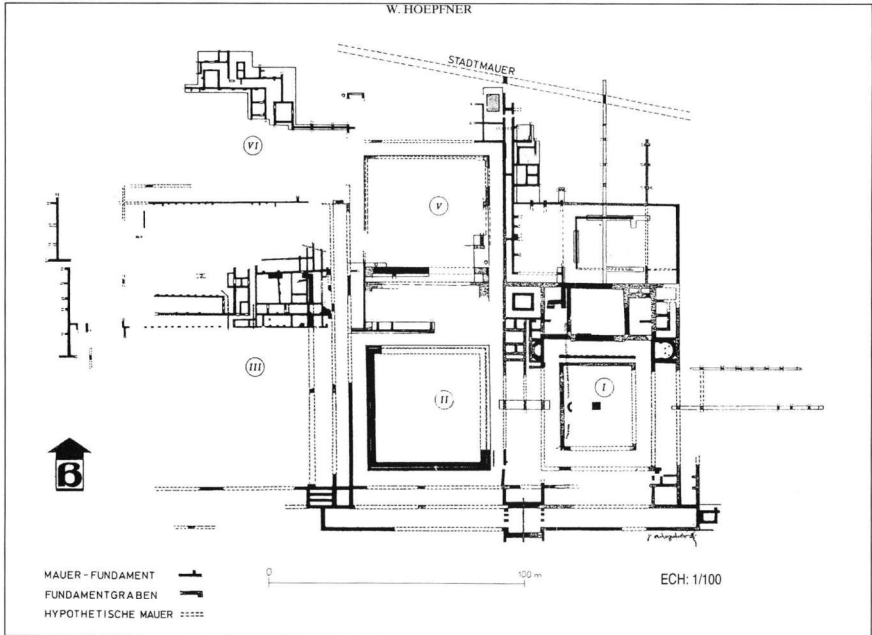 W. HOEPFNER
STADTMAUER
VI
V
III
II
I
B
MAUER-FUNDAMENT
FUNDAMENTGRABEN
HYPOTHETISCHE MAUER
0
100 m
ECH: 1/100